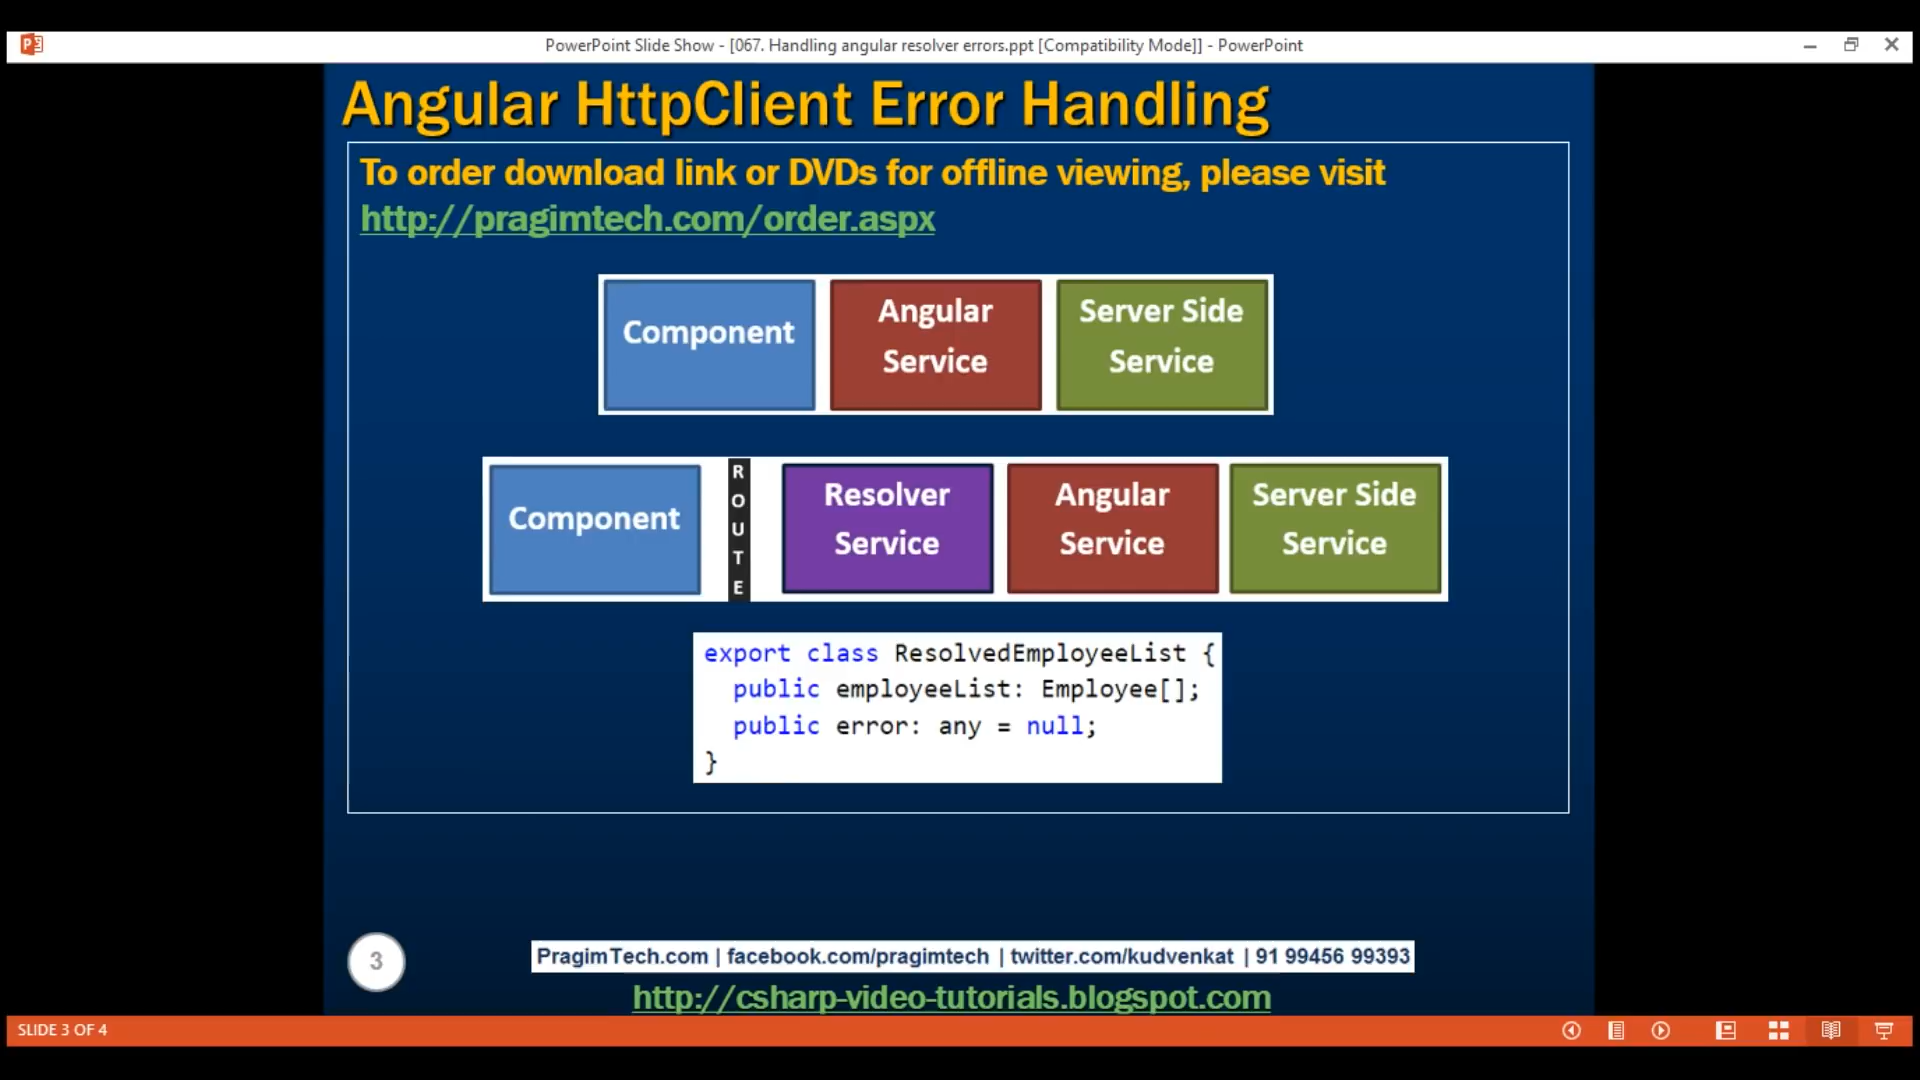 PowerPoint Slide Show - [067. Handling angular resolver errors.ppt [Compatibility Mode]] - PowerPoint
Angular HttpClient Error Handling
To order download link or DVDs for offline viewing, please visit
http://pragimtech.com/order.aspx
Component
Angular
Service
Server Side
Service
Component
R
O
U
T
E
Resolver
Service
Angular
Service
Server Side
Service
export class ResolvedEmployeeList {
public employeeList: Employee[];
public error: any = null;
}
3
PragimTech.com | facebook.com/pragimtech | twitter.com/kudvenkat | 91 99456 99393
http://csharp-video-tutorials.blogspot.com
SLIDE 3 OF 4